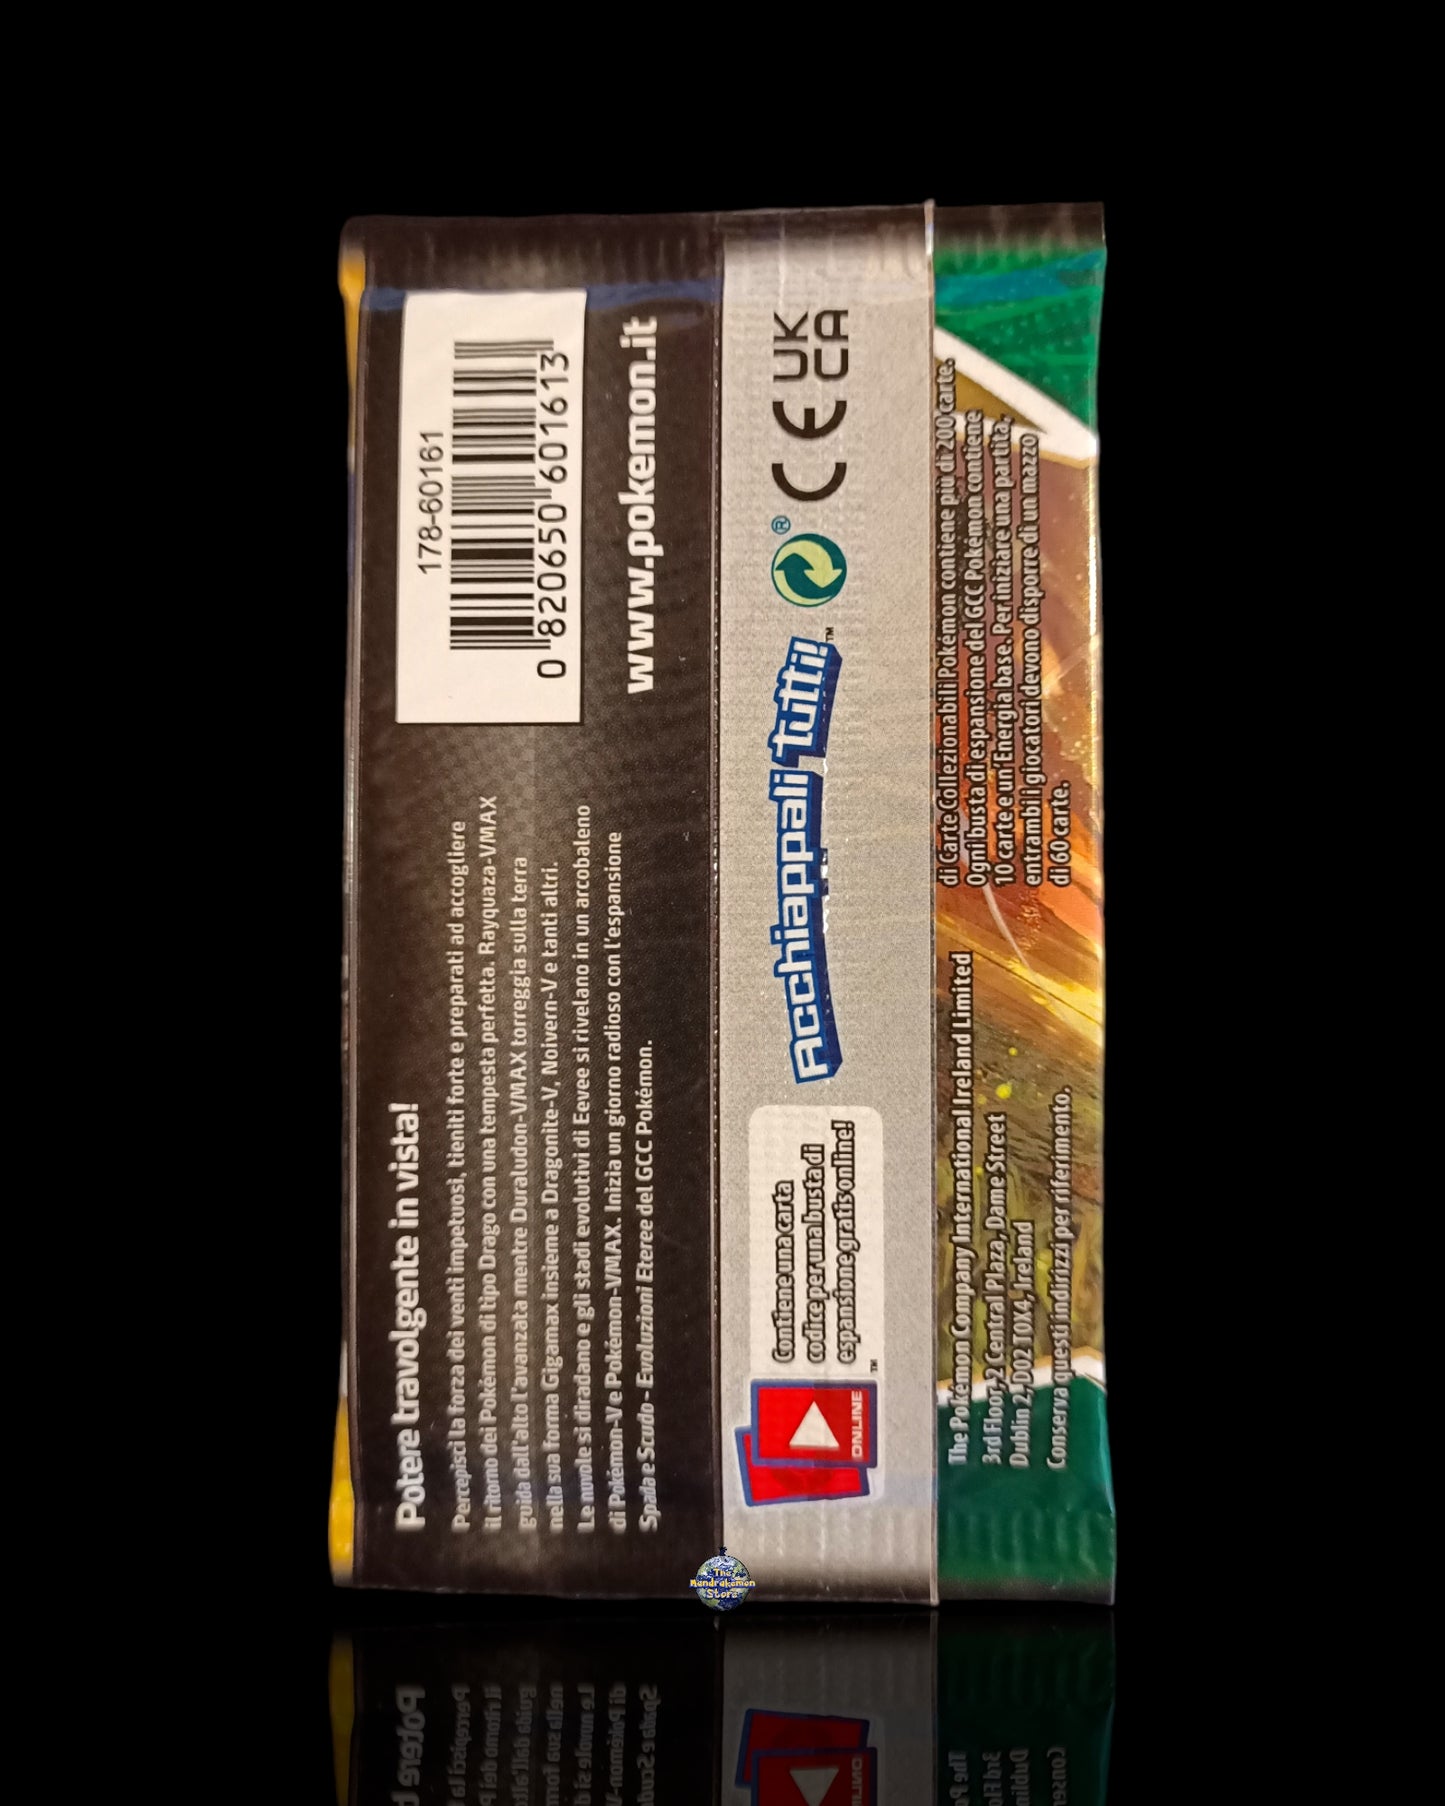 Potere travolgente in vista!
Percepisci la forza dei venti impetuosi, tieniti forte e preparati ad accogliere
il ritorno dei Pokémon di tipo Drago con una tempesta perfetta. Rayquaza-VMAX
guida dall'alto l'avanzata mentre Duraludon-VMAX torreggia sulla terra
nella sua forma Gigamax insieme a Dragonite-V, Noivern-V e tanti altri.
Le nuvole si diradano e gli stadi evolutivi di Eevee si rivelano in un arcobaleno
di Pokémon-V e Pokémon-VMAX. Inizia un giorno radioso con l'espansione
Spada e Scudo - Evoluzioni Eteree del GCC Pokémon.
178-60161
0 820650 601613
www.pokemon.it
ONLINE
™
Contiene una carta
codice per una busta di
espansione gratis online!
Acchiappali tutti!™
®
CE
UK
CA
The Pokémon Company International Ireland Limited
3rd Floor, 2 Central Plaza, Dame Street
Dublin 2, D02 T0X4, Ireland
Conserva questi indirizzi per riferimento.
di Carte Collezionabili Pokémon contiene più di 200 carte.
Ogni busta di espansione del GCC Pokémon contiene
10 carte e un'Energia base. Per iniziare una partita,
entrambi i giocatori devono disporre di un mazzo
di 60 carte.
The
Mandrakemon
Store